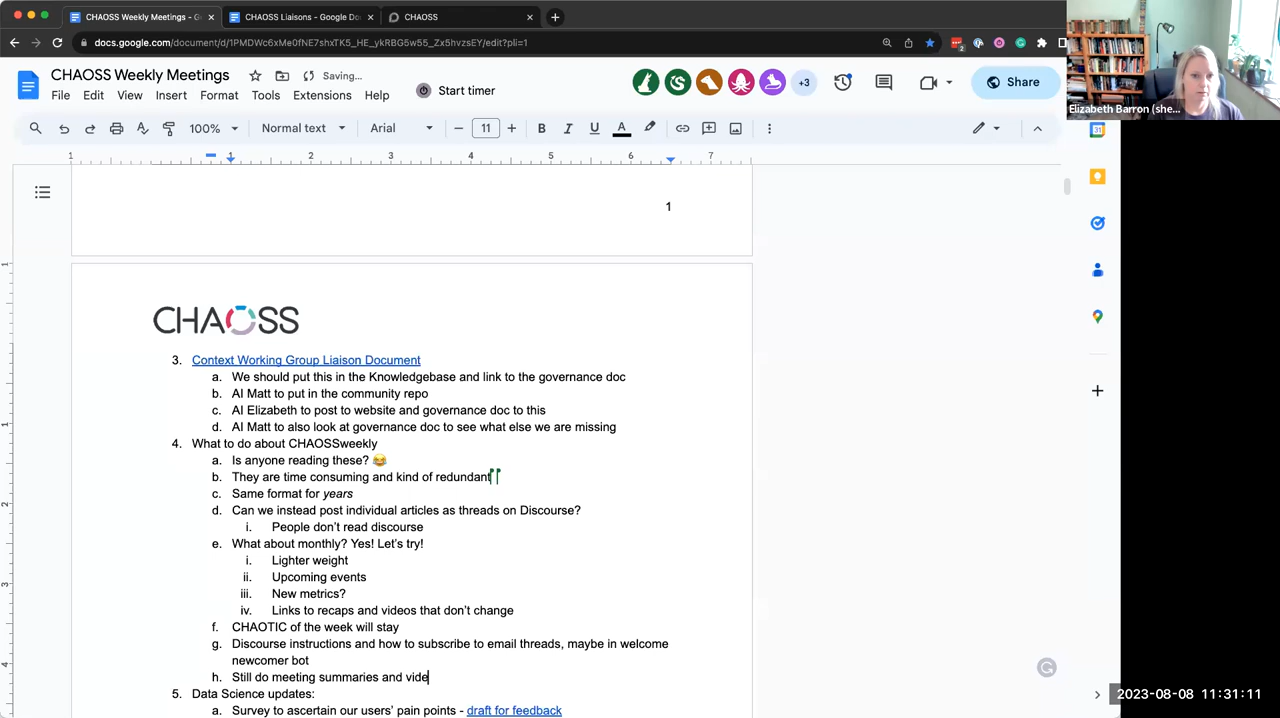 CHAOSS Weekly Meetings - G
CHAOSS Liaisons - Google Do
CHAOSS
docs.google.com/document/d/1PMDWc6xMe0fNE7shxTK5_HE_ykRBG5w55_Zx5hvzsEY/edit?pli=1
CHAOSS Weekly Meetings
Saving...
File Edit View Insert Format Tools Extensions Help
Start timer
+3
Share
Elizabeth Barron (she...
100% Normal text Arial 11
1 1 2 3 4 5 6 7
1
CHAOSS
3. Context Working Group Liaison Document
a. We should put this in the Knowledgebase and link to the governance doc
b. AI Matt to put in the community repo
c. AI Elizabeth to post to website and governance doc to this
d. AI Matt to also look at governance doc to see what else we are missing
4. What to do about CHAOSSweekly
a. Is anyone reading these? 😂
b. They are time consuming and kind of redundant
c. Same format for years
d. Can we instead post individual articles as threads on Discourse?
i. People don't read discourse
e. What about monthly? Yes! Let's try!
i. Lighter weight
ii. Upcoming events
iii. New metrics?
iv. Links to recaps and videos that don't change
f. CHAOTIC of the week will stay
g. Discourse instructions and how to subscribe to email threads, maybe in welcome
newcomer bot
h. Still do meeting summaries and vide
5. Data Science updates:
a. Survey to ascertain our users' pain points - draft for feedback
2023-08-08 11:31:11